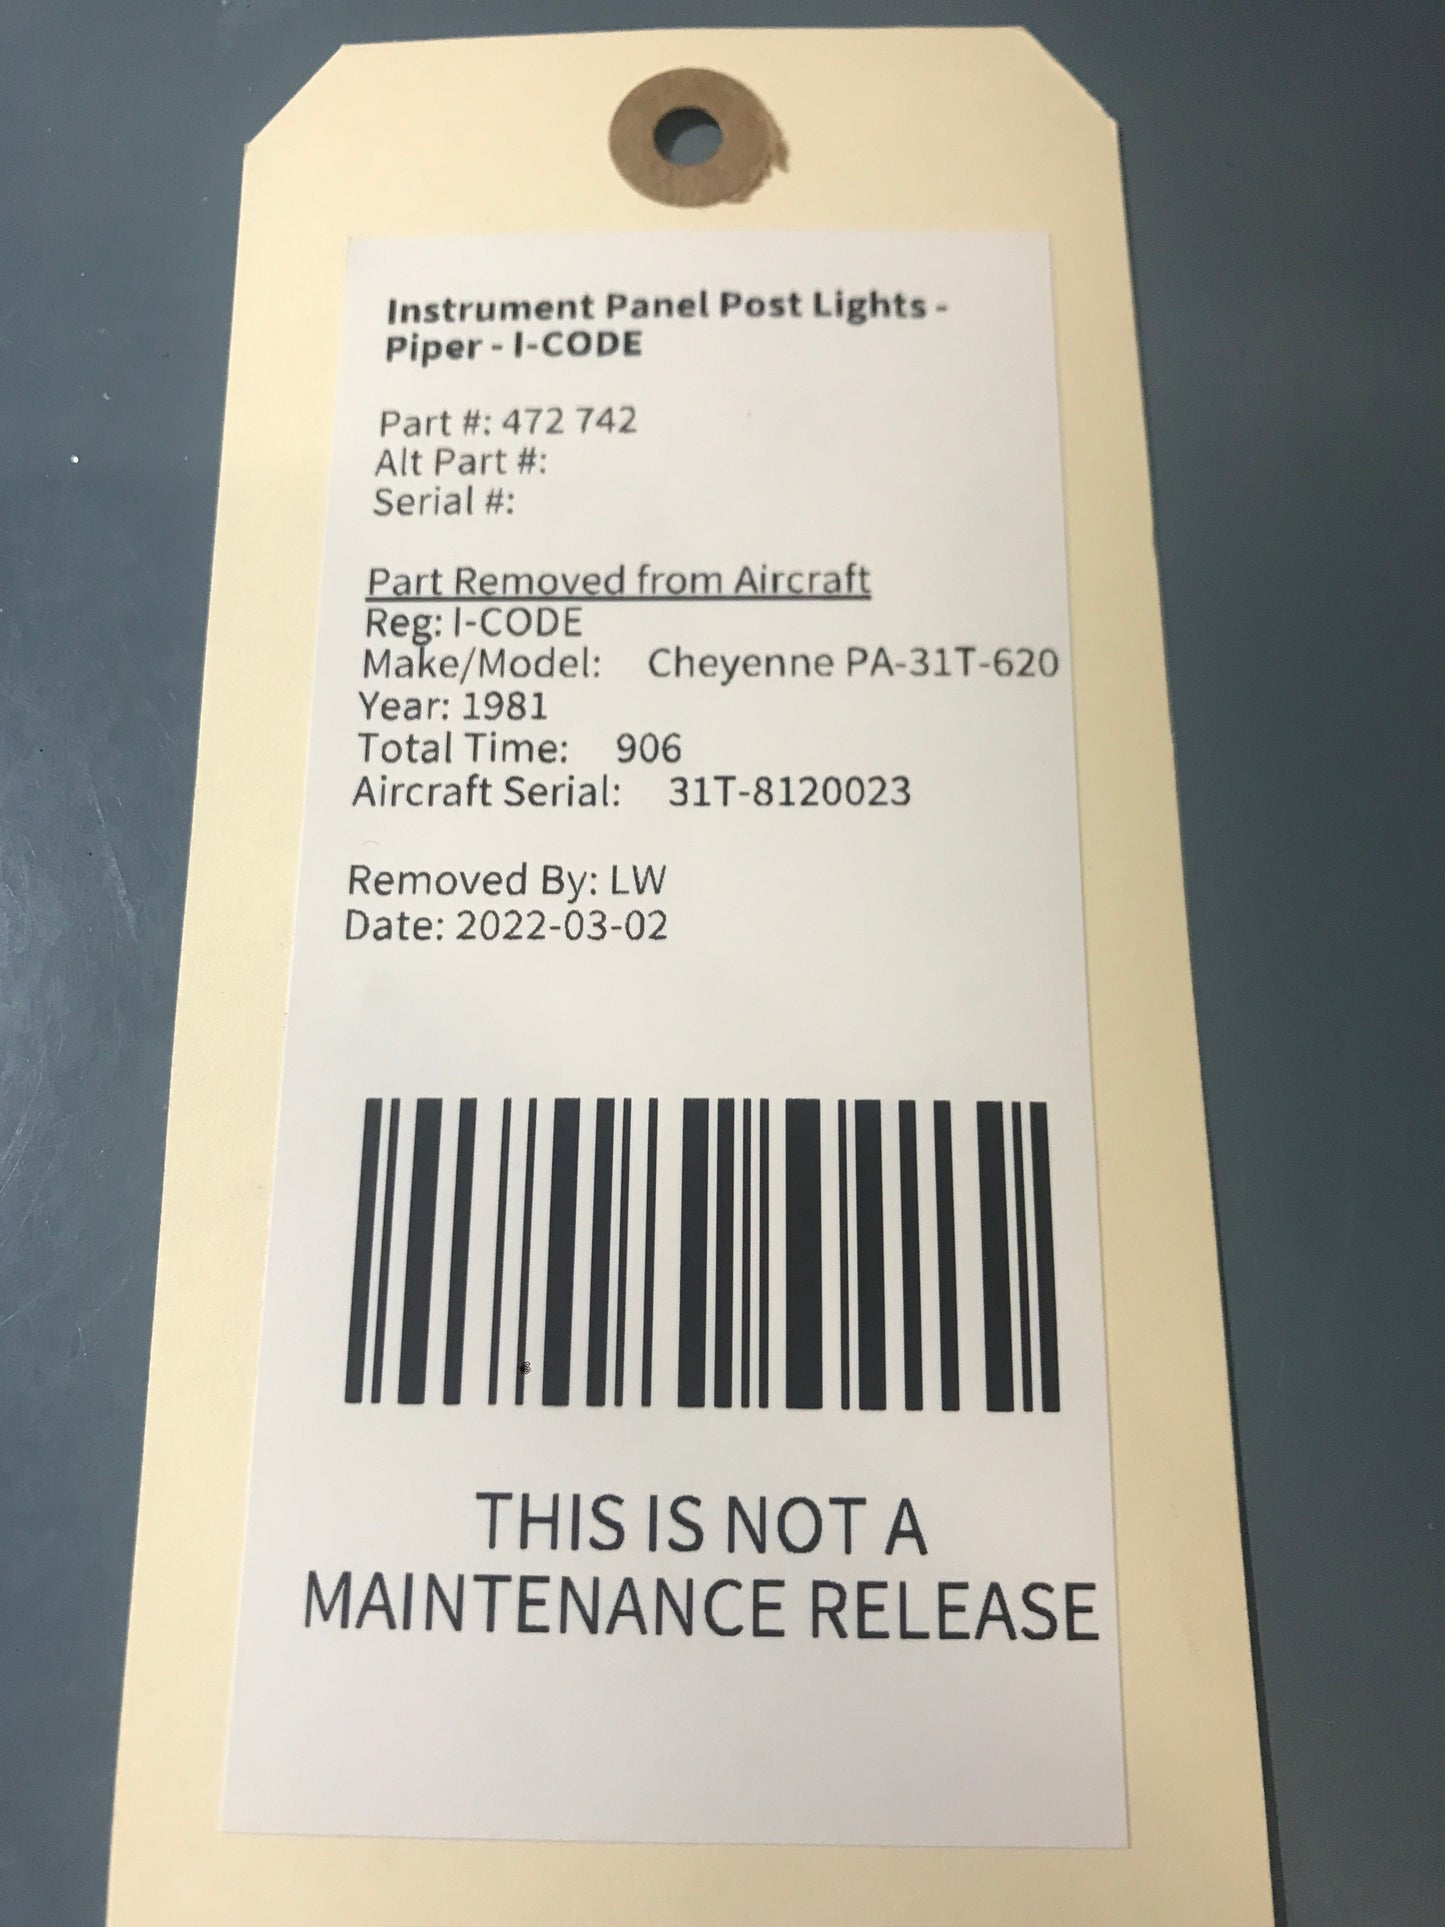 Instrument Panel Post Lights -
Piper - I-CODE
Part #: 472 742
Alt Part #:
Serial #:
Part Removed from Aircraft
Reg: I-CODE
Make/Model: Cheyenne PA-31T-620
Year: 1981
Total Time: 906
Aircraft Serial: 31T-8120023
Removed By: LW
Date: 2022-03-02
THIS IS NOT A
MAINTENANCE RELEASE